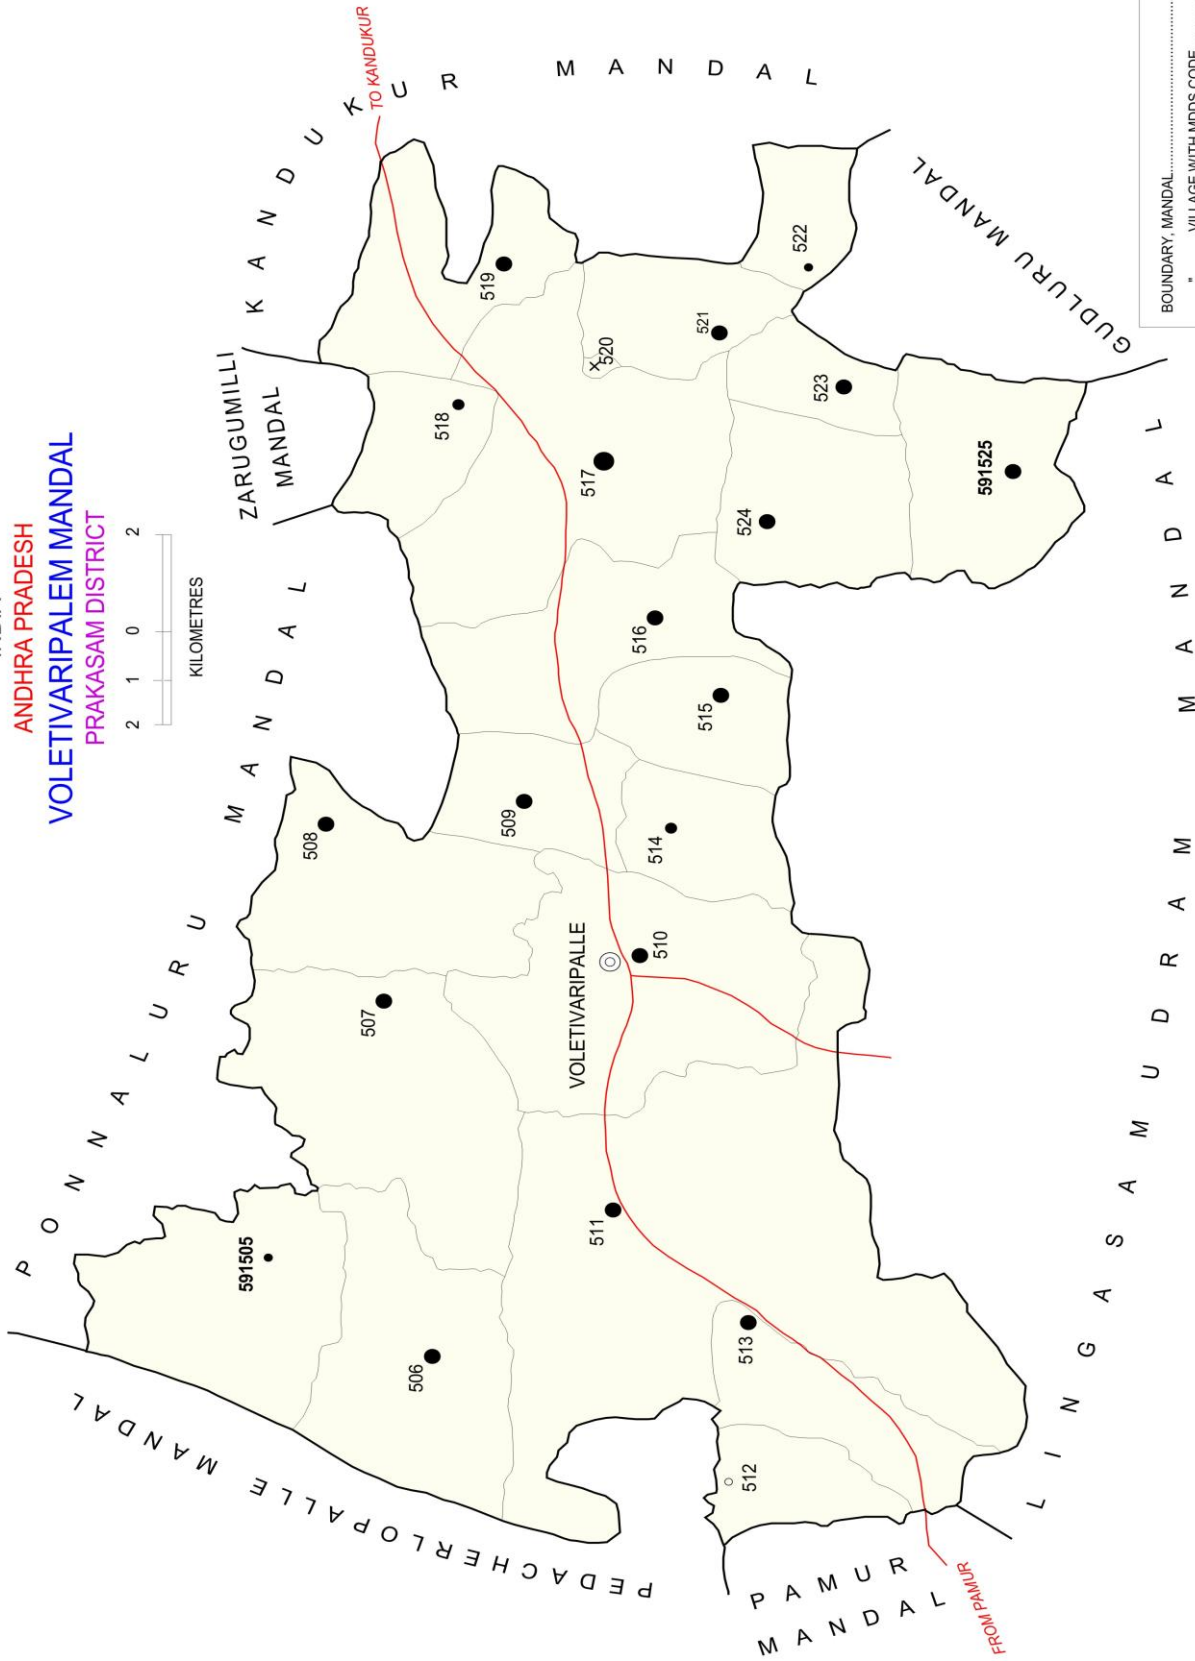 ANDHRA PRADESH
VOLETIVARIPALEM MANDAL
PRAKASAM DISTRICT
2 1 0 2
KILOMETRES
PONNALURU MANDAL
ZARUGUMILLI
MANDAL
KANDUKUR MANDAL
TO KANDUKUR
591505
506
507
508
509
518
519
517
520
521
522
523
524
591525
516
515
514
VOLETIVARIPALLE
510
511
513
512
GUDLURU MANDAL
PEDACHERLOPALLE MANDAL
PAMUR
MANDAL
FROM PAMUR
LINGASAMUDRAM MANDAL
BOUNDARY, MANDAL
" VILLAGE WITH MDDS CODE